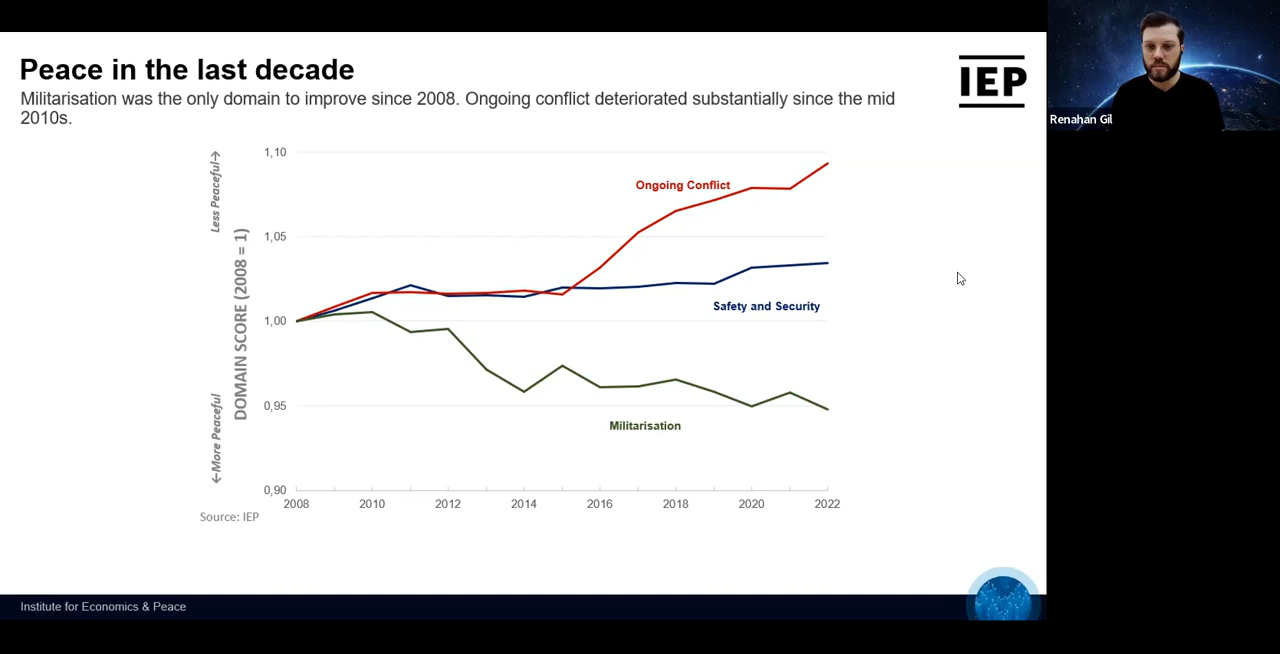 Peace in the last decade
Militarisation was the only domain to improve since 2008. Ongoing conflict deteriorated substantially since the mid
2010s.
IEP
Renahan Gil
Less Peaceful→
←More Peaceful
DOMAIN SCORE (2008 = 1)
1,10
1,05
1,00
0,95
0,90
Ongoing Conflict
Safety and Security
Militarisation
2008 2010 2012 2014 2016 2018 2020 2022
Source: IEP
Institute for Economics & Peace